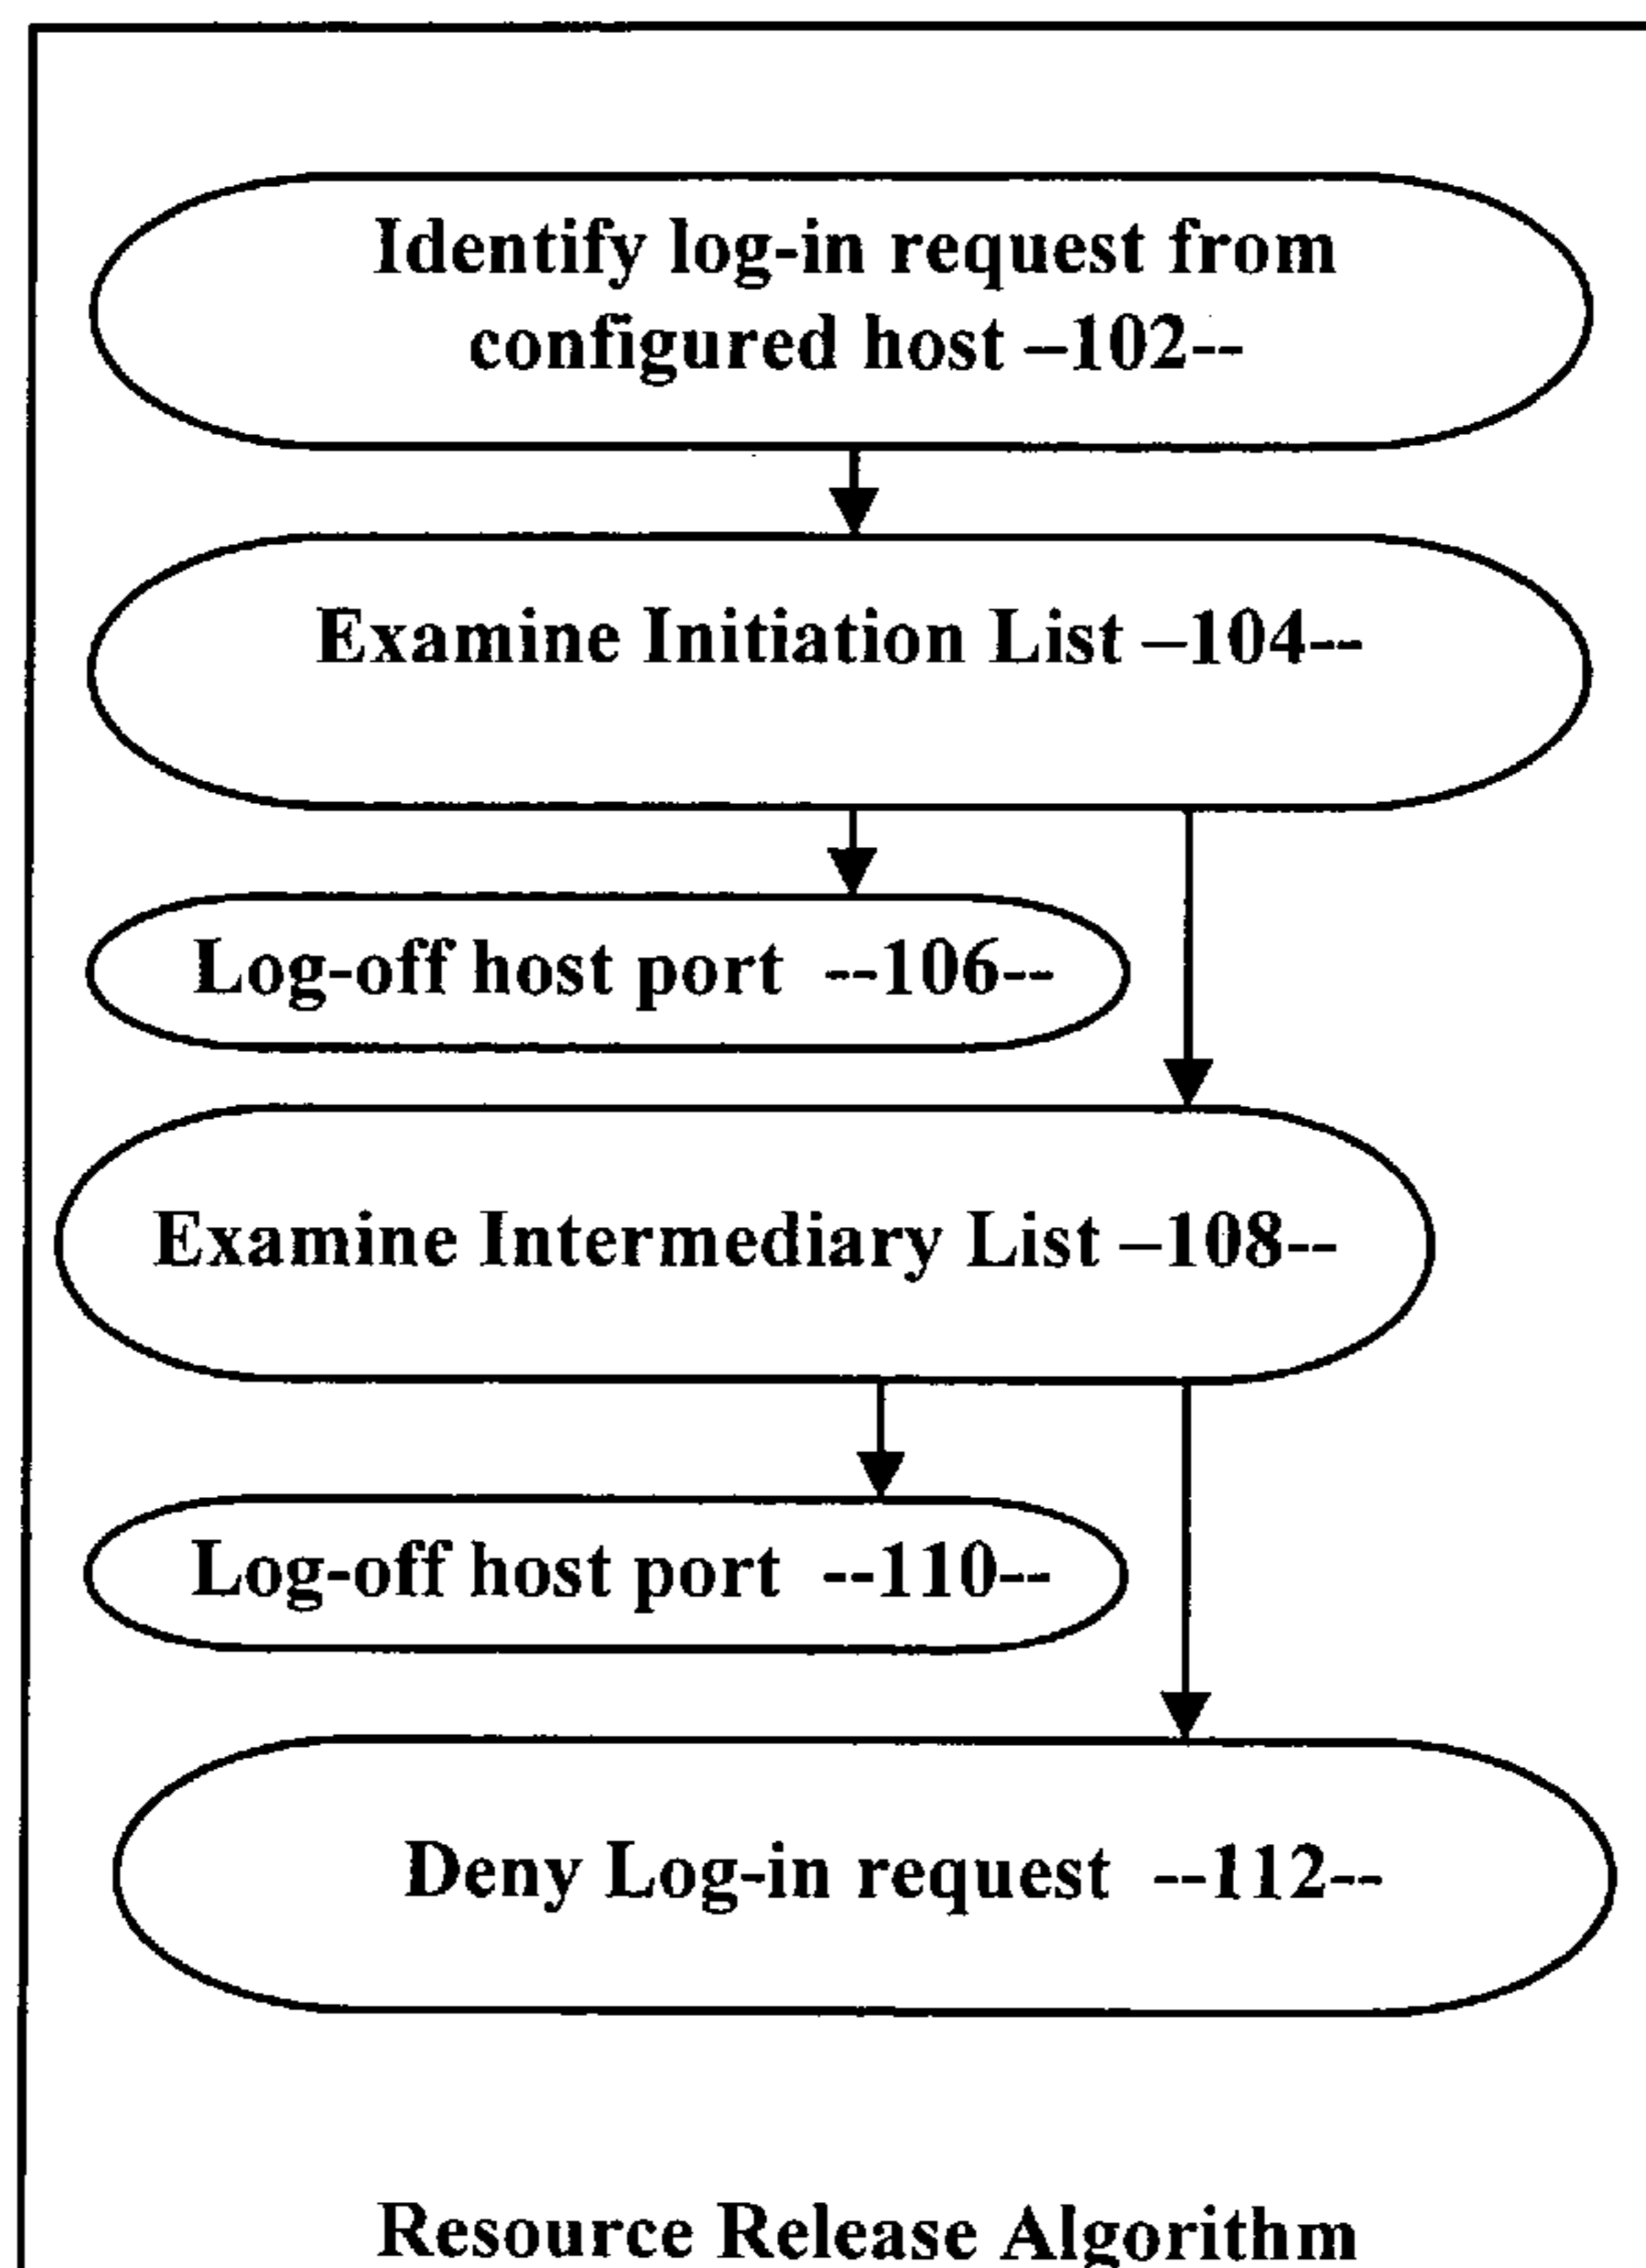 Identify log-in request from
configured host –102--
Examine Initiation List –104--
Log-off host port --106--
Examine Intermediary List –108--
Log-off host port --110--
Deny Log-in request --112--
Resource Release Algorithm